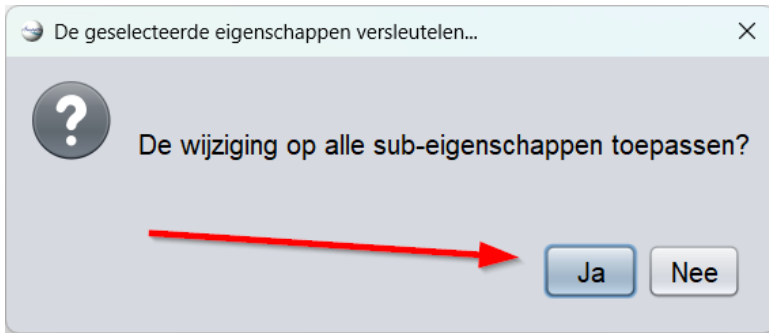 De geselecteerde eigenschappen versleutelen...
De wijziging op alle sub-eigenschappen toepassen?
Ja
Nee